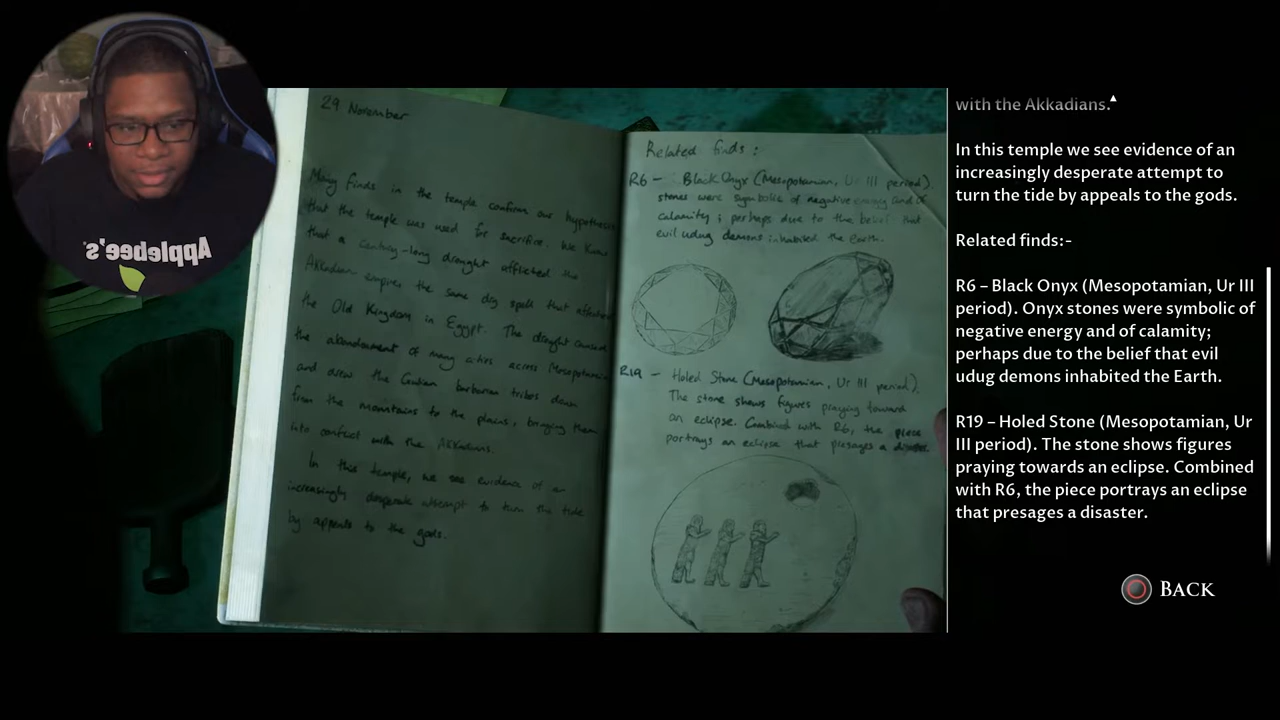 Applebee's
29 November
Many finds in the temple confirm our hypothesis
that the temple was used for sacrifice. We know
that a century-long drought afflicted the
Akkadian empire, the same dry spell that affected
the Old Kingdom in Egypt. The drought caused
the abandonment of many cities across Mesopotamia
and drew the Gutian barbarian tribes down
from the mountains to the plains, bringing them
into conflict with the Akkadians.
In this temple, we see evidence of an
increasingly desperate attempt to turn the tide
by appeals to the gods.
Related finds:
R6 - Black Onyx (Mesopotamian, Ur III period).
stones were symbolic of negative energy and of
calamity; perhaps due to the belief that
evil udug demons inhabited the Earth.
R19 - Holed Stone (Mesopotamian, Ur III period).
The stone shows figures praying toward
an eclipse. Combined with R6, the piece
portrays an eclipse that presages a disaster.
with the Akkadians.
In this temple we see evidence of an
increasingly desperate attempt to
turn the tide by appeals to the gods.
Related finds:-
R6 – Black Onyx (Mesopotamian, Ur III
period). Onyx stones were symbolic of
negative energy and of calamity;
perhaps due to the belief that evil
udug demons inhabited the Earth.
R19 – Holed Stone (Mesopotamian, Ur
III period). The stone shows figures
praying towards an eclipse. Combined
with R6, the piece portrays an eclipse
that presages a disaster.
BACK